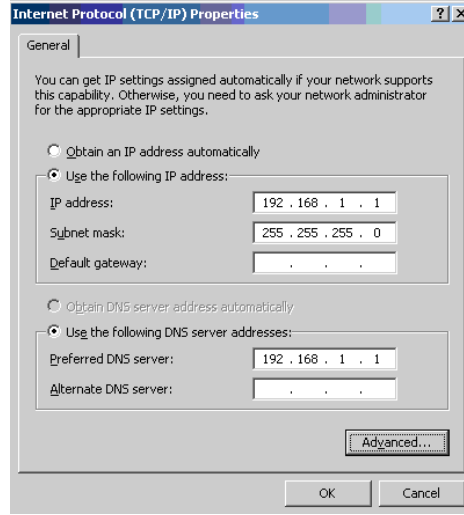 Internet Protocol (TCP/IP) Properties
? X
General
You can get IP settings assigned automatically if your network supports
this capability. Otherwise, you need to ask your network administrator
for the appropriate IP settings.
Obtain an IP address automatically
Use the following IP address:
IP address: 192 . 168 . 1 . 1
Subnet mask: 255 . 255 . 255 . 0
Default gateway: . . .
Obtain DNS server address automatically
Use the following DNS server addresses:
Preferred DNS server: 192 . 168 . 1 . 1
Alternate DNS server: . . .
Advanced...
OK Cancel